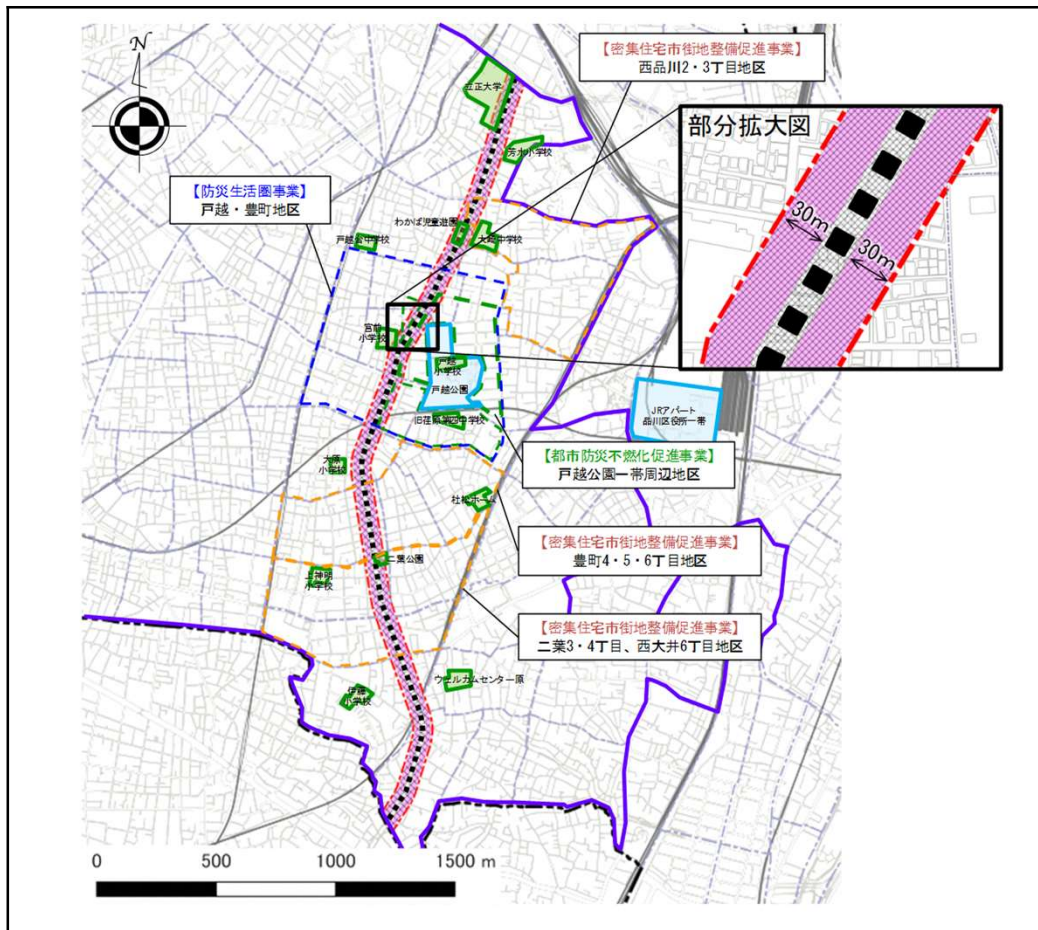 N
【密集住宅市街地整備促進事業】
西品川2・3丁目地区
立正大学
部分拡大図
芳水小学校
30m
30m
【防災生活圏事業】
戸越・豊町地区
わかば児童遊園
大崎中学校
戸越台中学校
宮前
小学校
戸越
小学校
戸越公園
JRアパート
品川区役所一帯
旧荏原第四中学校
【都市防災不燃化促進事業】
戸越公園一帯周辺地区
大原
小学校
杜松ホーム
【密集住宅市街地整備促進事業】
豊町4・5・6丁目地区
二葉公園
上神明
小学校
【密集住宅市街地整備促進事業】
二葉3・4丁目、西大井6丁目地区
ウェルカムセンター原
伊藤
小学校
0 500 1000 1500 m